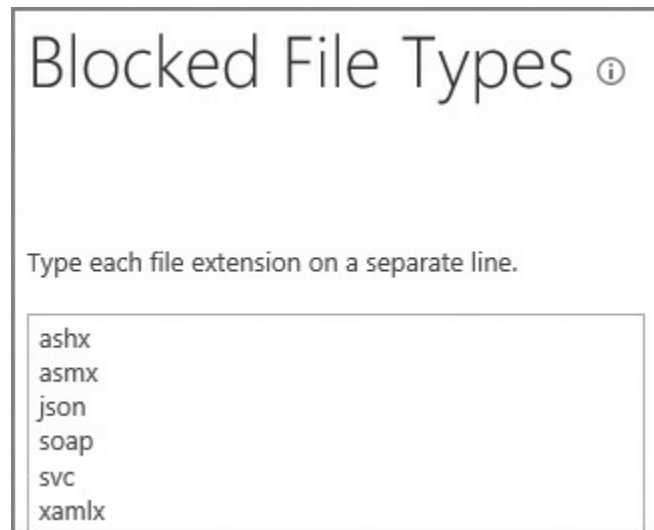 Blocked File Types
Type each file extension on a separate line.
ashx
asmx
json
soap
svc
xamlx